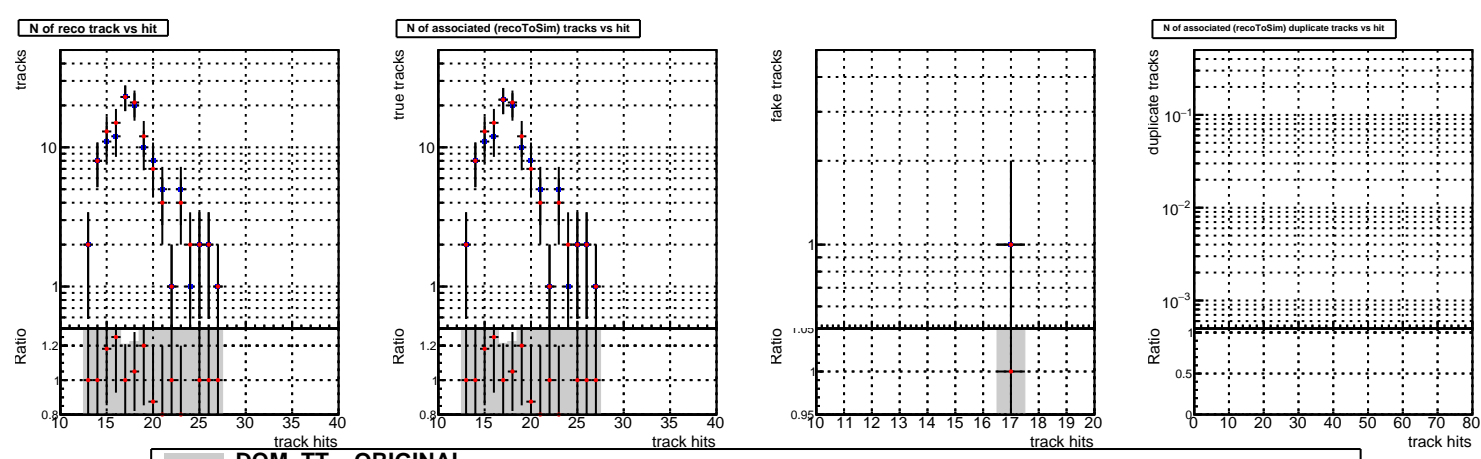 N of reco track vs hit
tracks
10
1
Ratio
1.2
1
0.8
10 15 20 25 30 35 40
track hits
N of associated (recoToSim) tracks vs hit
true tracks
10
1
Ratio
1.2
1
0.8
10 15 20 25 30 35 40
track hits
fake tracks
1
Ratio
1.05
1
0.95
10 11 12 13 14 15 16 17 18 19 20
track hits
N of associated (recoToSim) duplicate tracks vs hit
duplicate tracks
10⁻¹
10⁻²
10⁻³
Ratio
1
0.5
0
0 10 20 30 40 50 60 70 80
track hits